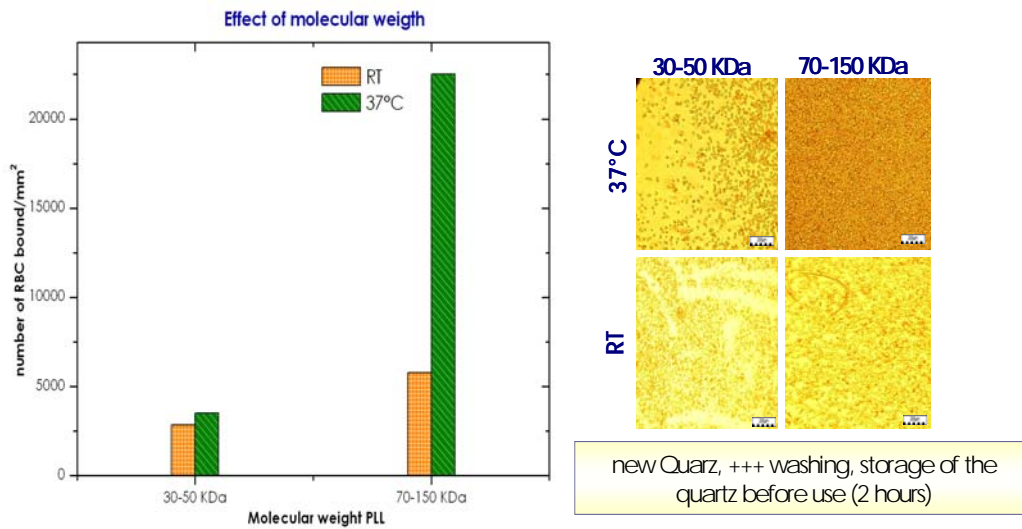 Effect of molecular weigth
RT
37°C
20000
15000
10000
5000
0
number of RBC bound/mm²
30-50 KDa
70-150 KDa
Molecular weight PLL
30-50 KDa
70-150 KDa
37°C
RT
new Quarz, +++ washing, storage of the
quartz before use (2 hours)